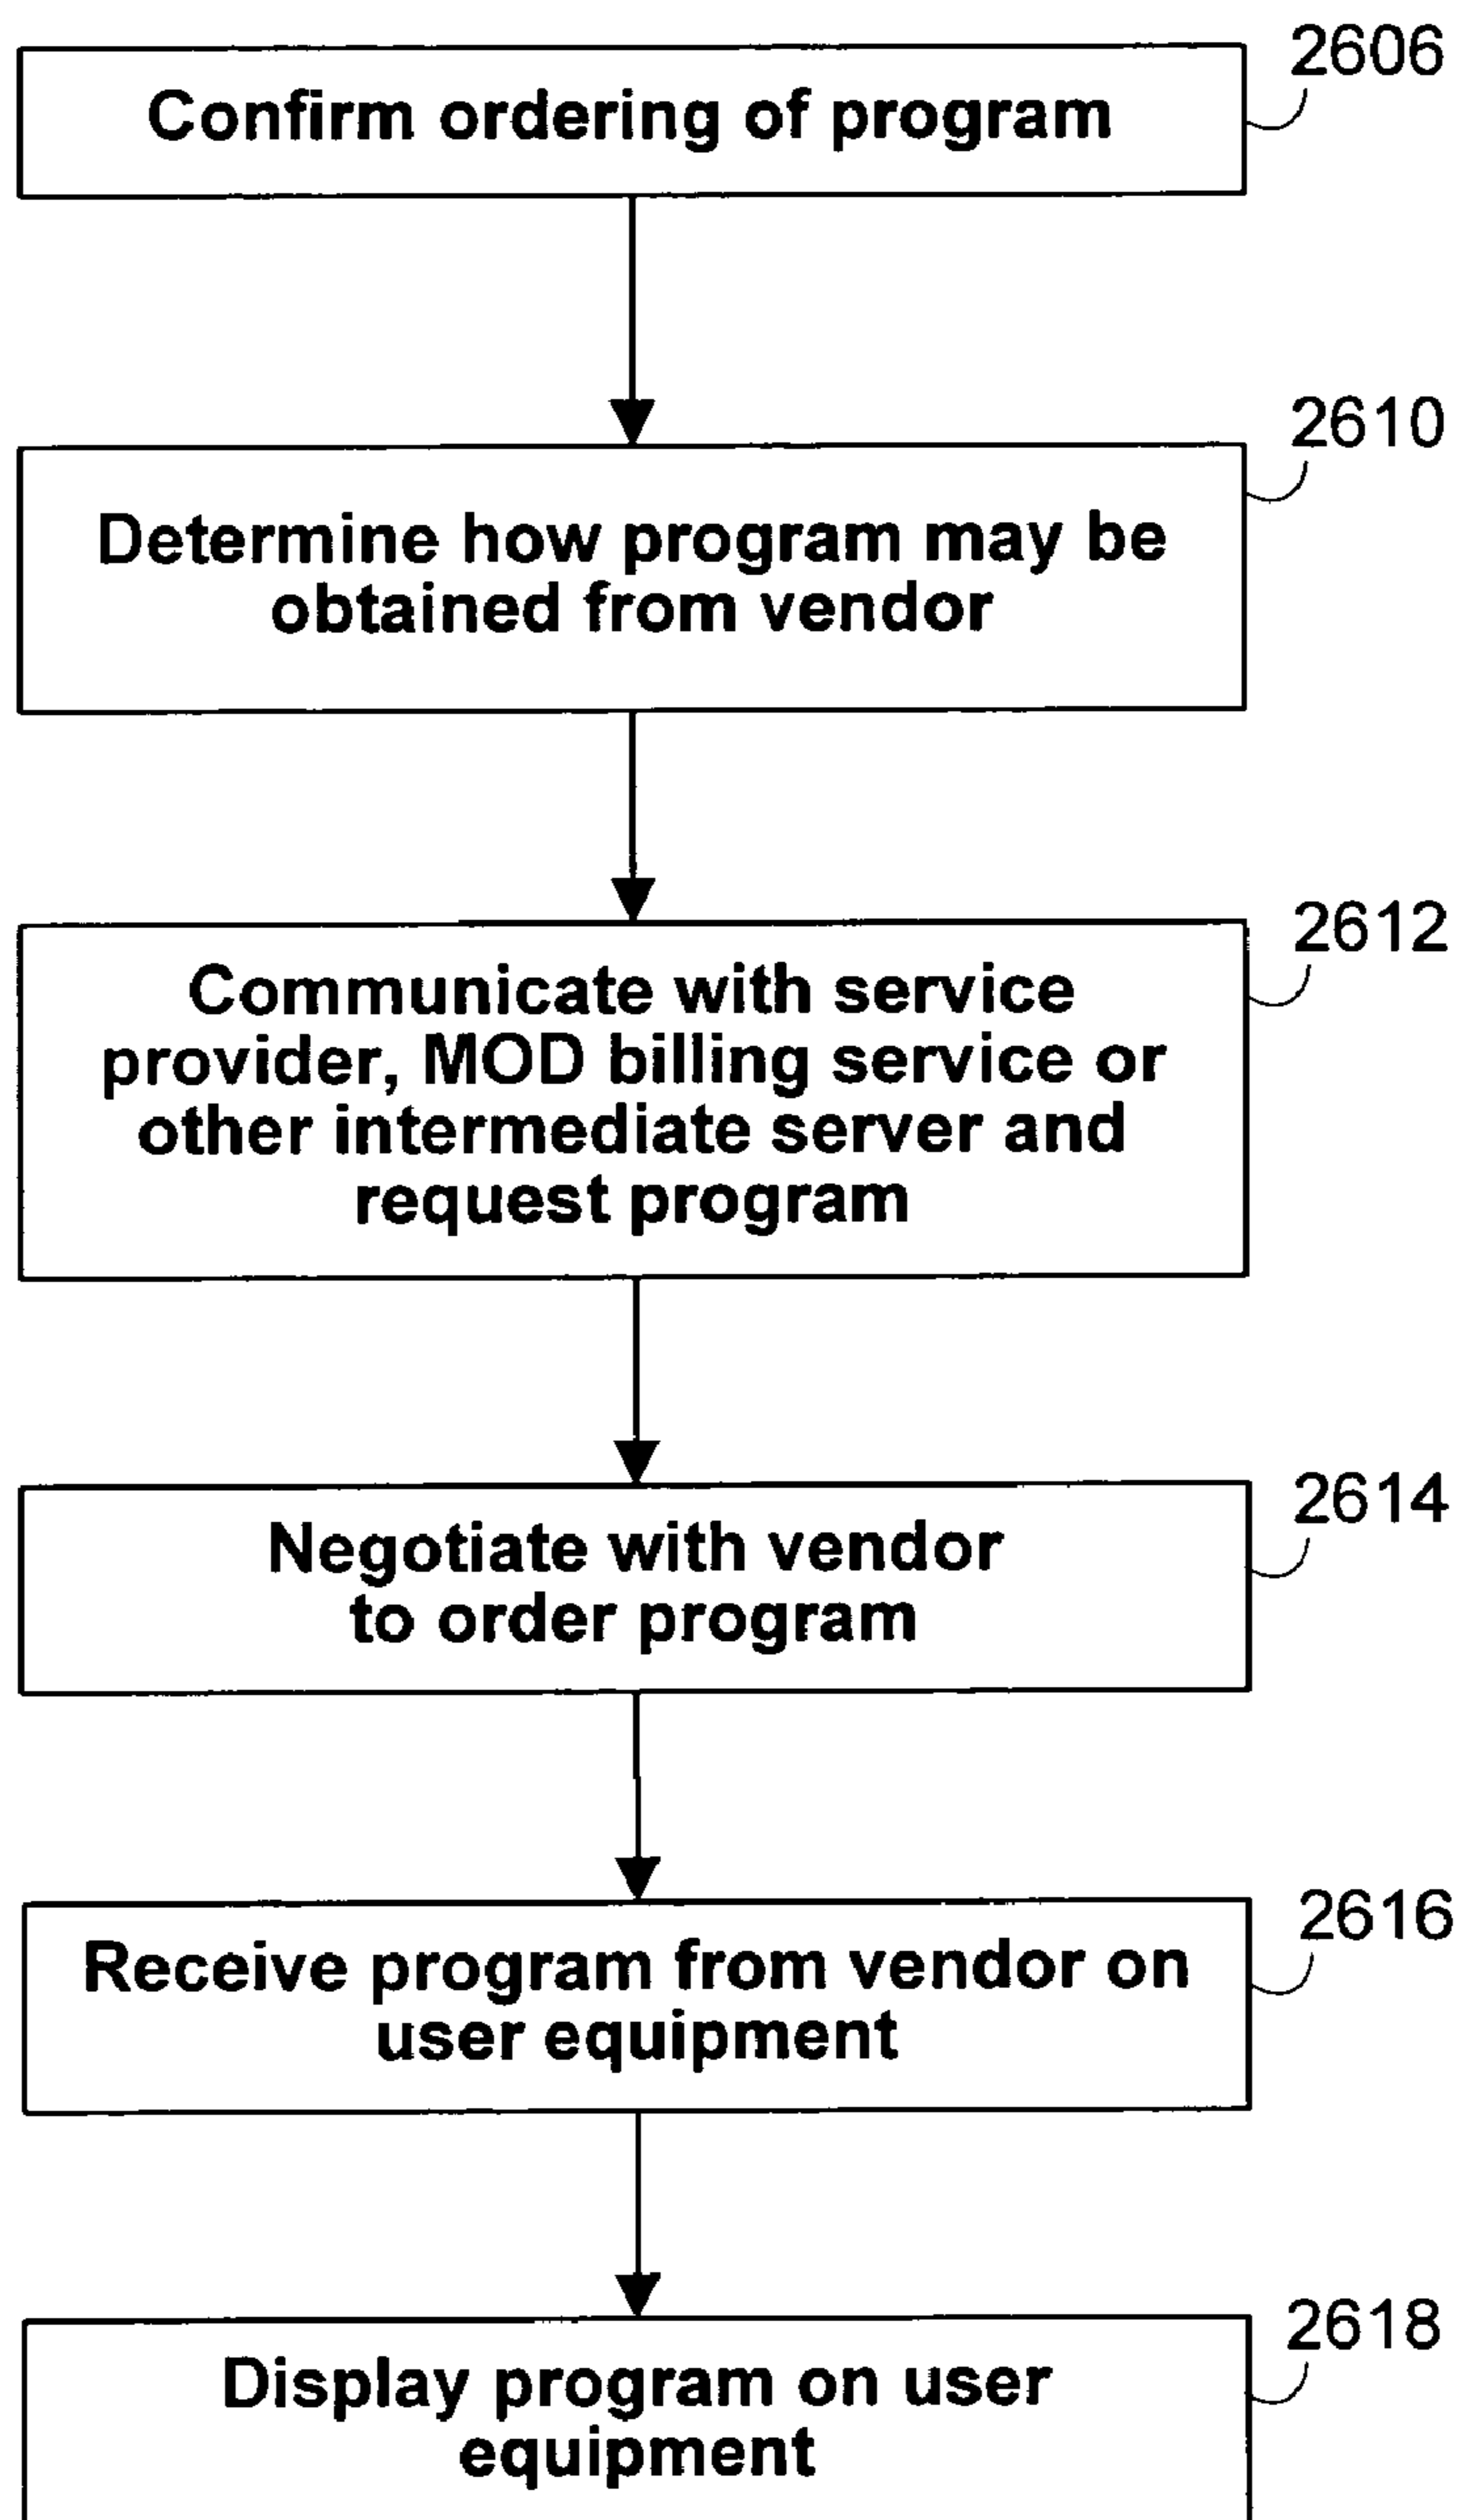 2606
Confirm ordering of program
2610
Determine how program may be
obtained from vendor
2612
Communicate with service
provider, MOD billing service or
other intermediate server and
request program
2614
Negotiate with vendor
to order program
2616
Receive program from vendor on
user equipment
2618
Display program on user
equipment